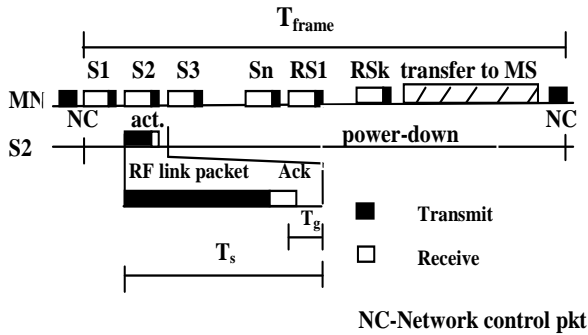 T_frame
S1 S2 S3 Sn RS1 RSk transfer to MS
MN
NC act. NC
S2 power-down
RF link packet Ack
T_g Transmit
T_s Receive
NC-Network control pkt